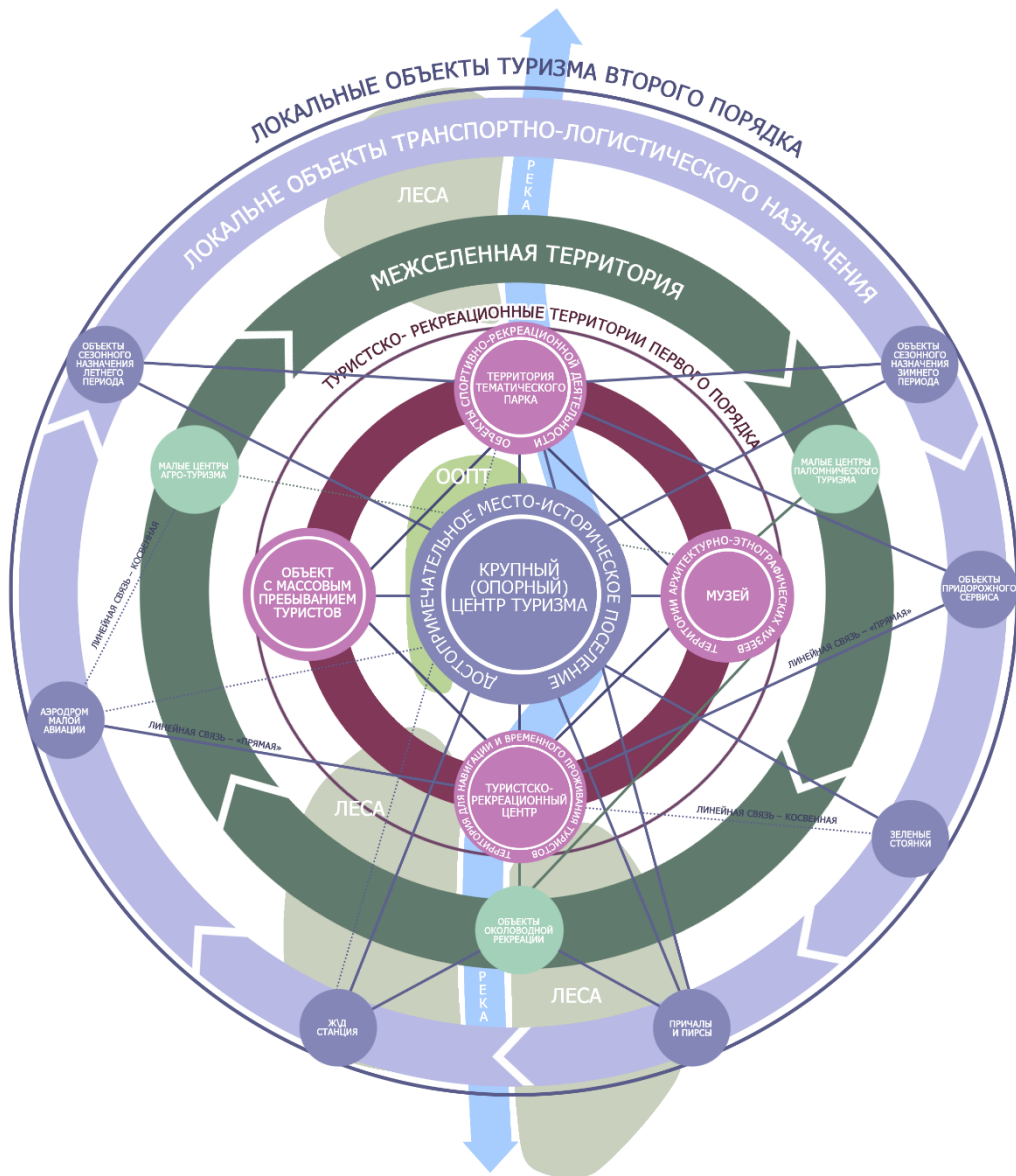 ЛОКАЛЬНЫЕ ОБЪЕКТЫ ТУРИЗМА ВТОРОГО ПОРЯДКА
ЛОКАЛЬНЕ ОБЪЕКТЫ ТРАНСПОРТНО-ЛОГИСТИЧЕСКОГО НАЗНАЧЕНИЯ
РЕКА
ЛЕСА
МЕЖСЕЛЕННАЯ ТЕРРИТОРИЯ
ТУРИСТСКО- РЕКРЕАЦИОННЫЕ ТЕРРИТОРИИ ПЕРВОГО ПОРЯДКА
ОБЪЕКТЫ
СЕЗОННОГО
НАЗНАЧЕНИЯ
ЛЕТНЕГО
ПЕРИОДА
ОБЪЕКТЫ СПОРТИВНО-РЕКРЕАЦИОННОЙ ДЕЯТЕЛЬНОСТИ
ТЕРРИТОРИЯ
ТЕМАТИЧЕСКОГО
ПАРКА
ОБЪЕКТЫ
СЕЗОННОГО
НАЗНАЧЕНИЯ
ЗИМНЕГО
ПЕРИОДА
МАЛЫЕ ЦЕНТРЫ
АГРО-ТУРИЗМА
ООПТ
МАЛЫЕ ЦЕНТРЫ
ПАЛОМНИЧЕСКОГО
ТУРИЗМА
ДОСТОПРИМЕЧАТЕЛЬНОЕ МЕСТО-ИСТОРИЧЕСКОЕ ПОСЕЛЕНИЕ
КРУПНЫЙ
(ОПОРНЫЙ)
ЦЕНТР ТУРИЗМА
ОБЪЕКТ
С МАССОВЫМ
ПРЕБЫВАНИЕМ
ТУРИСТОВ
ТЕРРИТОРИИ АРХИТЕКТУРНО-ЭТНОГРАФИЧЕСКИХ МУЗЕЕВ
МУЗЕЙ
ОБЪЕКТЫ
ПРИДОРОЖНОГО
СЕРВИСА
ЛИНЕЙНАЯ СВЯЗЬ – КОСВЕННАЯ
ЛИНЕЙНАЯ СВЯЗЬ – «ПРЯМАЯ»
АЭРОДРОМ
МАЛОЙ
АВИАЦИИ
ЛИНЕЙНАЯ СВЯЗЬ – «ПРЯМАЯ»
ТЕРРИТОРИЯ ДЛЯ НАВИГАЦИИ И ВРЕМЕННОГО ПРОЖИВАНИЯ ТУРИСТОВ
ТУРИСТСКО-
РЕКРЕАЦИОННЫЙ
ЦЕНТР
ЛЕСА
ЛИНЕЙНАЯ СВЯЗЬ – КОСВЕННАЯ
ЗЕЛЕНЫЕ
СТОЯНКИ
ОБЪЕКТЫ
ОКОЛОВОДНОЙ
РЕКРЕАЦИИ
РЕКА
ЛЕСА
Ж\Д
СТАНЦИЯ
ПРИЧАЛЫ
И ПИРСЫ